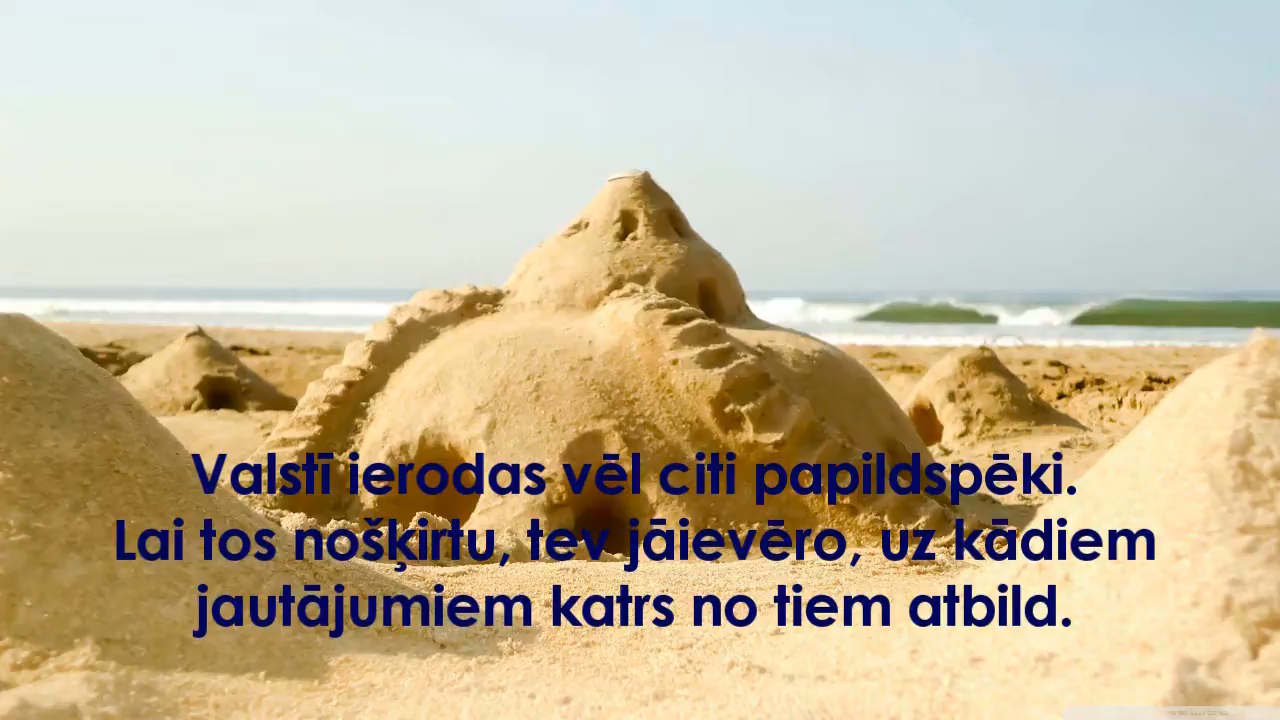 Valstī ierodas vēl citi papildspēki.
Lai tos nošķirtu, tev jāievēro, uz kādiem
jautājumiem katrs no tiem atbild.